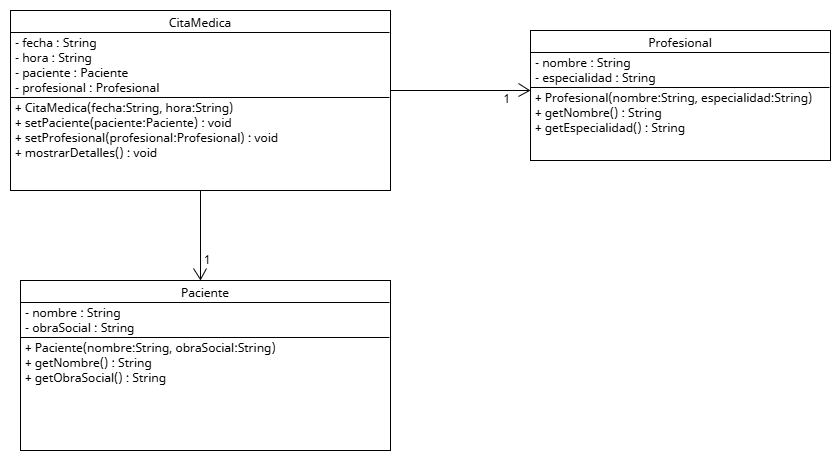 CitaMedica
- fecha : String
- hora : String
- paciente : Paciente
- profesional : Profesional
+ CitaMedica(fecha:String, hora:String)
+ setPaciente(paciente:Paciente) : void
+ setProfesional(profesional:Profesional) : void
+ mostrarDetalles() : void
1
Profesional
- nombre : String
- especialidad : String
+ Profesional(nombre:String, especialidad:String)
+ getNombre() : String
+ getEspecialidad() : String
1
Paciente
- nombre : String
- obraSocial : String
+ Paciente(nombre:String, obraSocial:String)
+ getNombre() : String
+ getObraSocial() : String